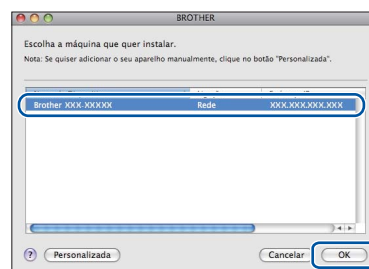 BROTHER
Escolha a máquina que quer instalar.
Nota: Se quiser adicionar o seu aparelho manualmente, clique no botão "Personalizada".
Brother XXX-XXXXX Rede XXX.XXX.XXX.XXX
? Personalizada Cancelar OK